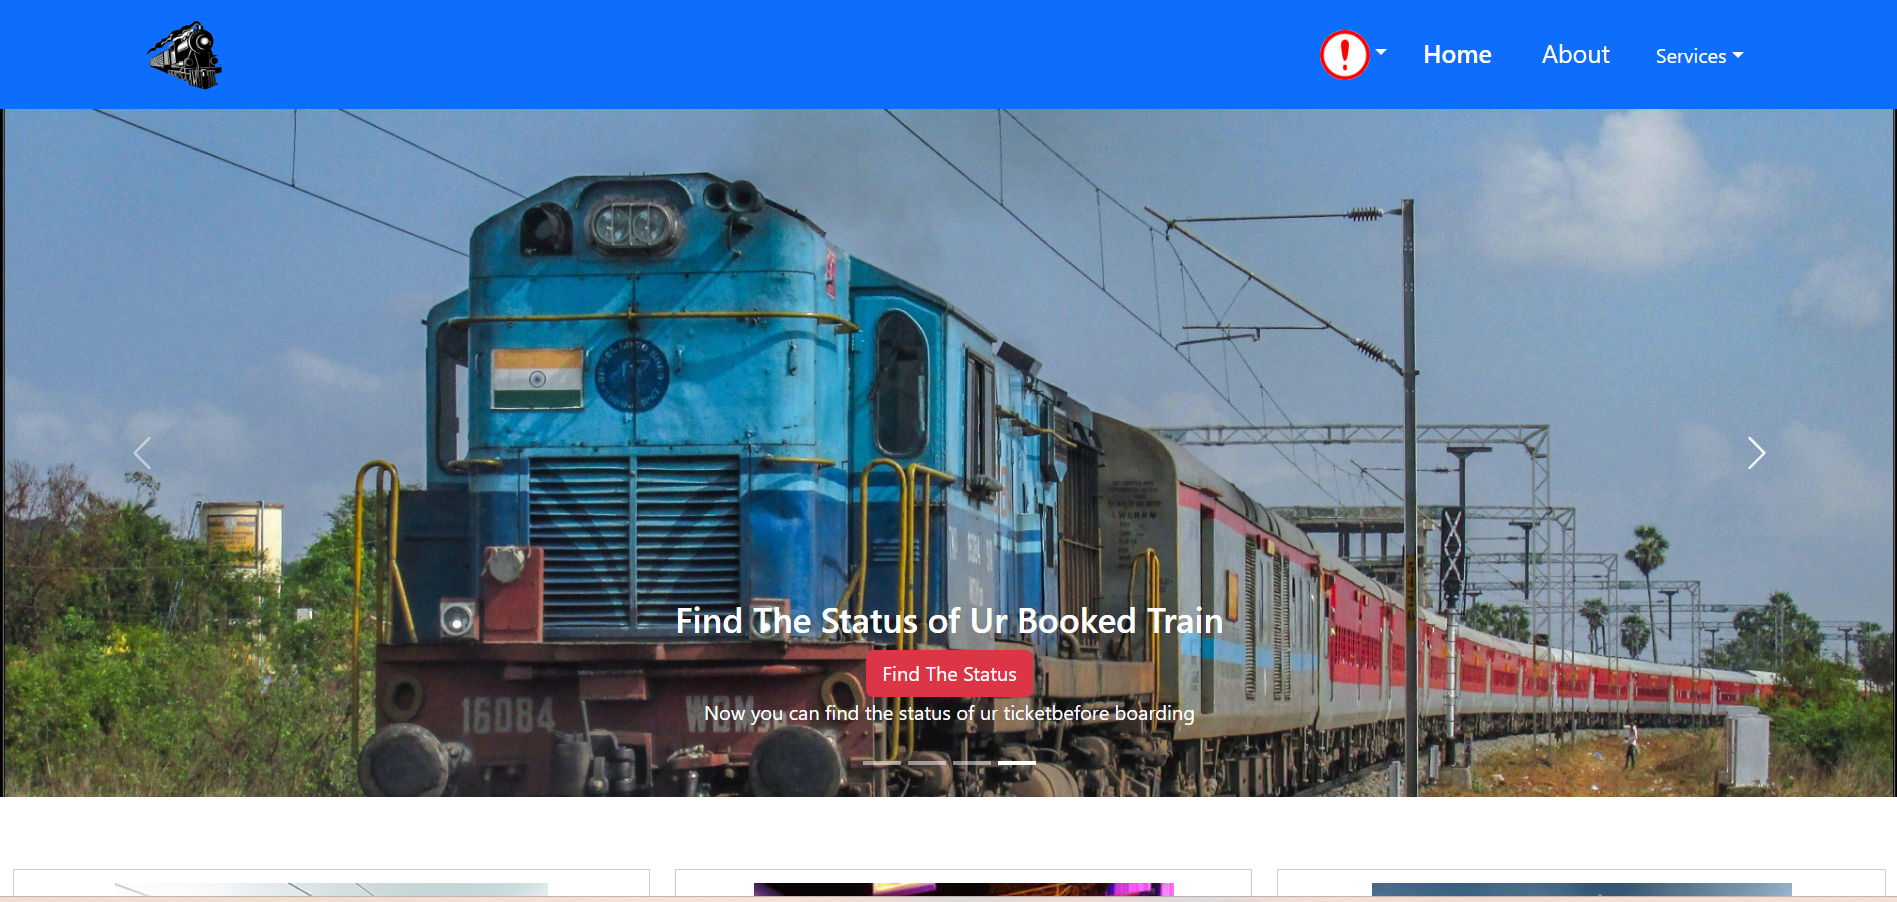 Home
About
Services
Find The Status of Ur Booked Train
Find The Status
Now you can find the status of ur ticketbefore boarding
16084